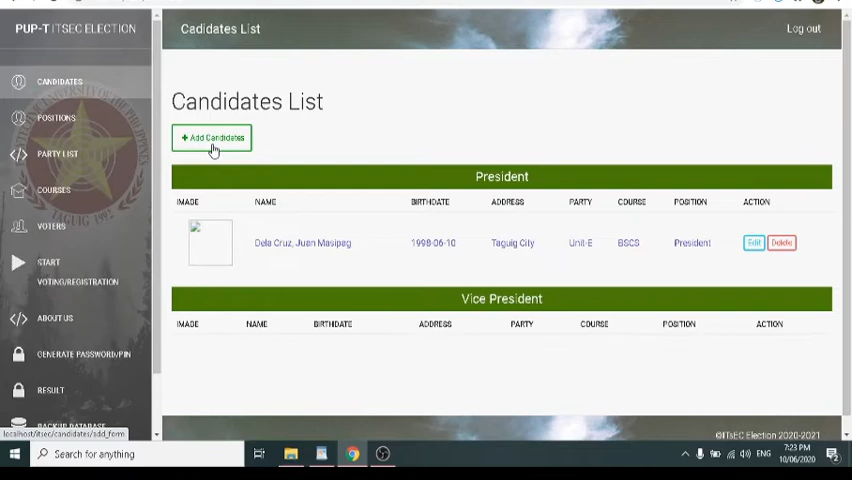 PUP-T ITSEC ELECTION
Cadidates List
Log out
CANDIDATES
POSITIONS
PARTY LIST
COURSES
VOTERS
START
VOTING/REGISTRATION
ABOUT US
GENERATE PASSWORD/PIN
RESULT
BACKUP DATABASE
Candidates List
+ Add Candidates
President
IMAGE NAME BIRTHDATE ADDRESS PARTY COURSE POSITION ACTION
Dela Cruz, Juan Masipag 1998-06-10 Taguig City Unit-E BSCS President Edit Delete
Vice President
IMAGE NAME BIRTHDATE ADDRESS PARTY COURSE POSITION ACTION
©ITsEC Election 2020-2021
localhost/itsec/candidates/add_form
Search for anything
ENG
7:23 PM
10/06/2020
2